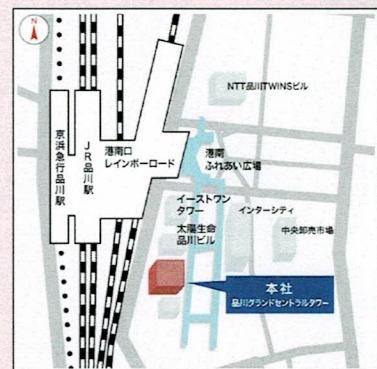 NTT品川TWINSビル
京浜急行品川駅
JR品川駅
港南口
レインボーロード
港南
ふれあい広場
イーストワン
タワー
インターシティ
太陽生命
品川ビル
中央卸売市場
本社
品川グランドセントラルタワー